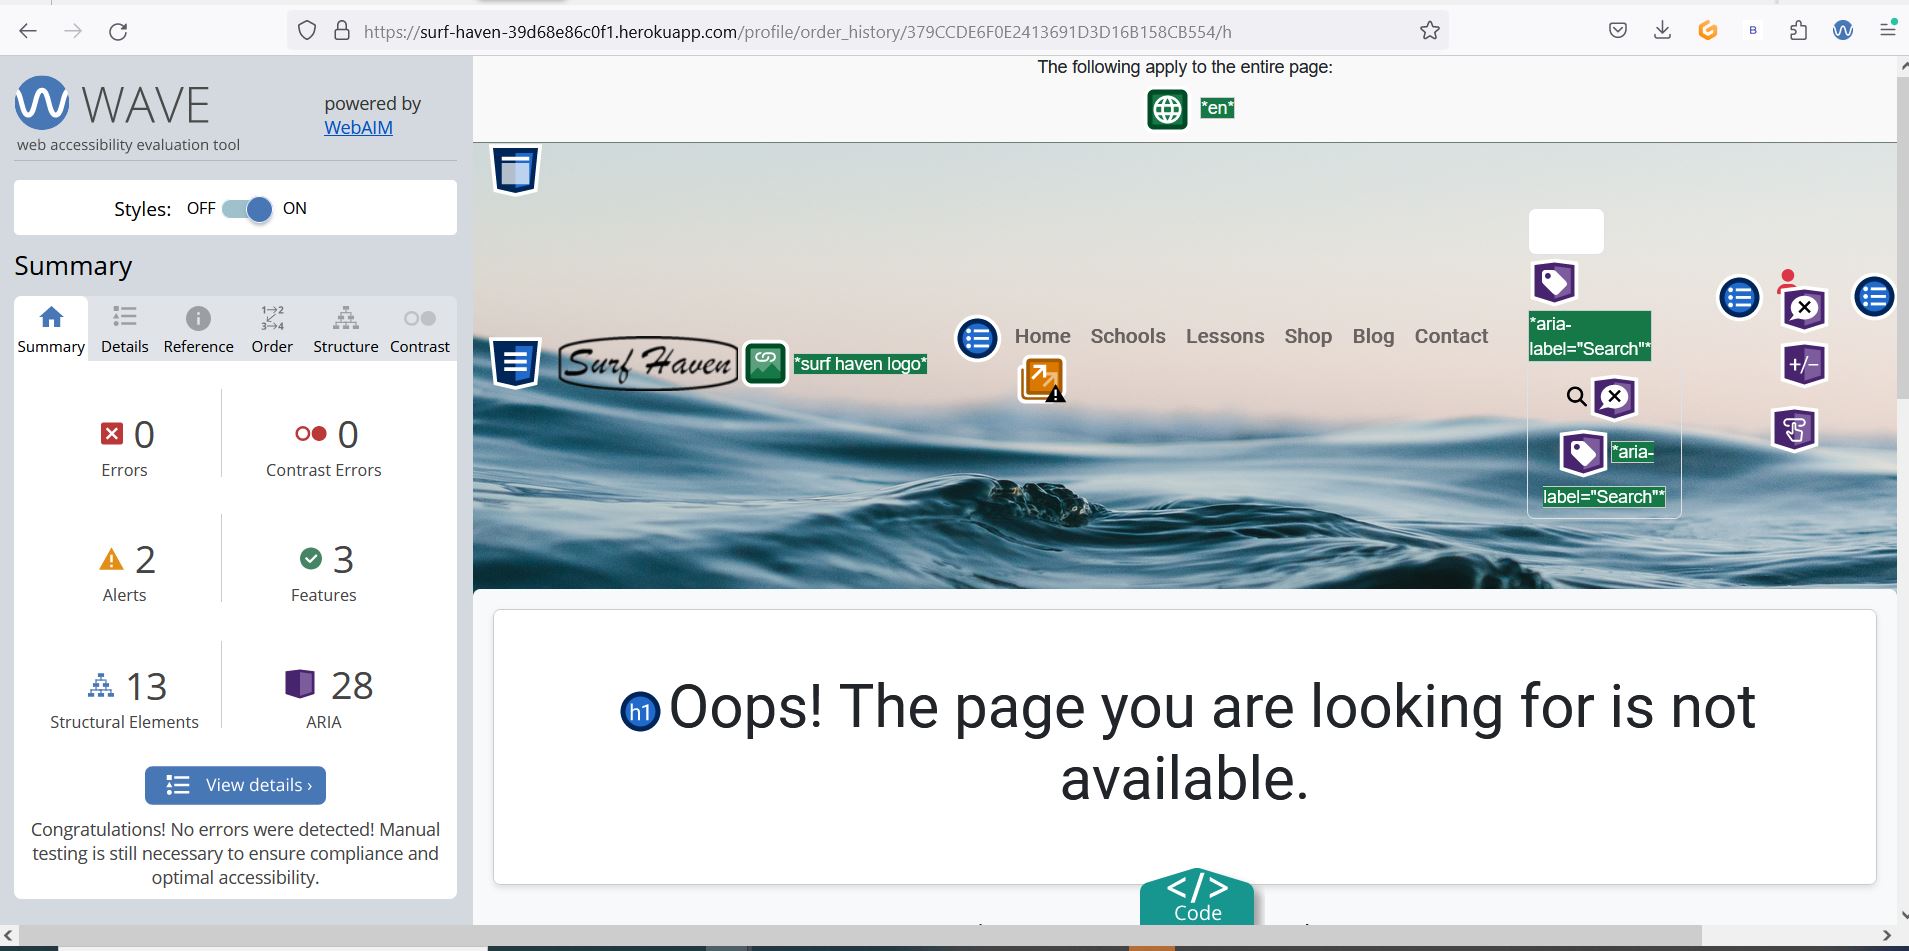 https://surf-haven-39d68e86c0f1.herokuapp.com/profile/order_history/379CCDE6F0E2413691D3D16B158CB554/h
B
WAVE
powered by
WebAIM
web accessibility evaluation tool
Styles: OFF ON
Summary
1→2
3→4
Summary Details Reference Order Structure Contrast
0 0
Errors Contrast Errors
2 3
Alerts Features
13 28
Structural Elements ARIA
View details ›
Congratulations! No errors were detected! Manual
testing is still necessary to ensure compliance and
optimal accessibility.
The following apply to the entire page:
*en*
Surf Haven
*surf haven logo*
Home Schools Lessons Shop Blog Contact
*aria-
label="Search"*
*aria-
label="Search"*
+/−
h1
Oops! The page you are looking for is not
available.
</>
Code